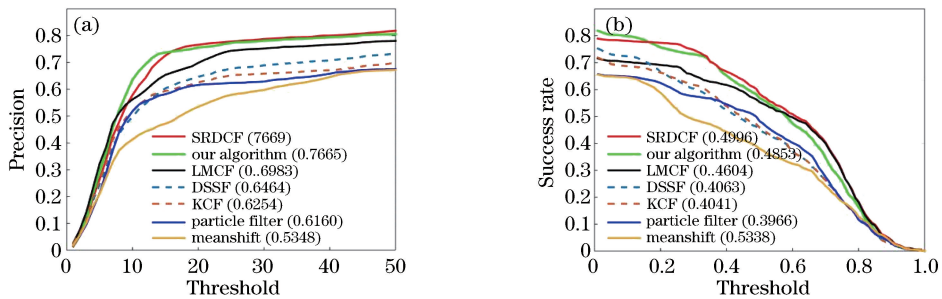 (a)
Precision
0.8
0.7
0.6
0.5
0.4
0.3
0.2
0.1
0
SRDCF (7669)
our algorithm (0.7665)
LMCF (0..6983)
DSSF (0.6464)
KCF (0.6254)
particle filter (0.6160)
meanshift (0.5348)
0 10 20 30 40 50
Threshold
(b)
Success rate
0.8
0.7
0.6
0.5
0.4
0.3
0.2
0.1
0
SRDCF (0.4996)
our algorithm (0.4853)
LMCF (0..4604)
DSSF (0.4063)
KCF (0.4041)
particle filter (0.3966)
meanshift (0.5338)
0 0.2 0.4 0.6 0.8 1.0
Threshold